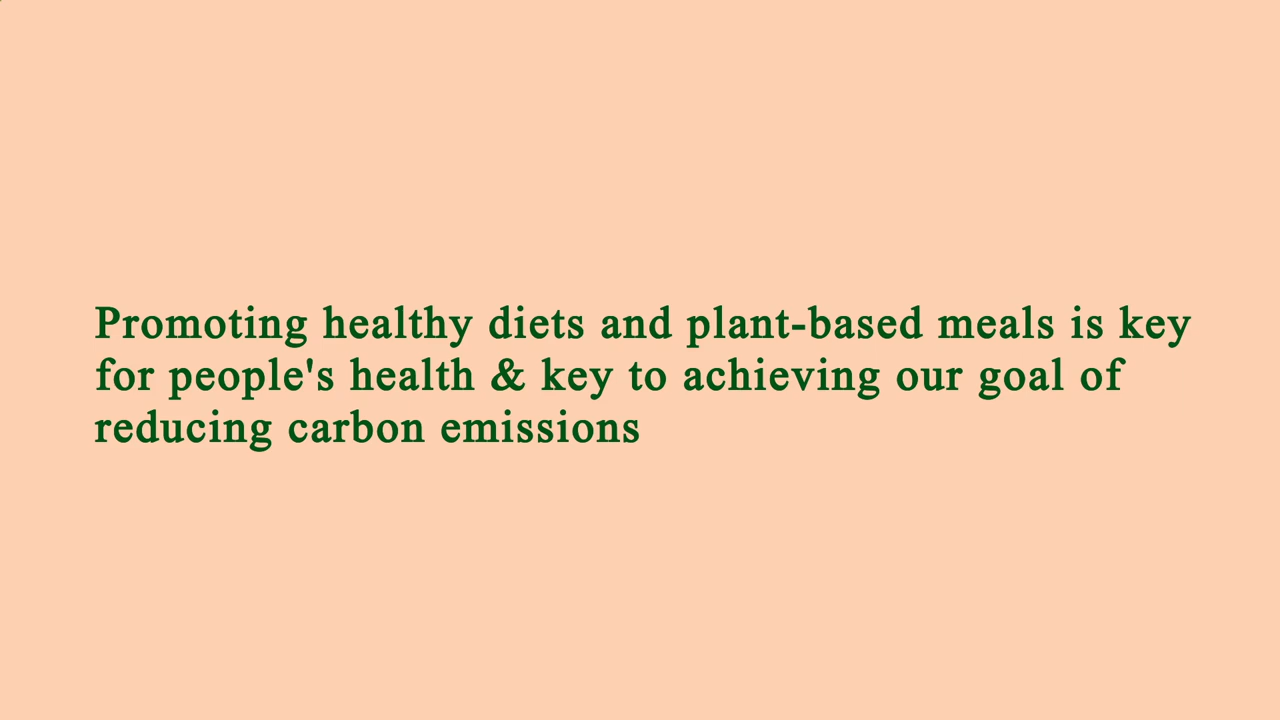 Promoting healthy diets and plant-based meals is key
for people's health & key to achieving our goal of
reducing carbon emissions